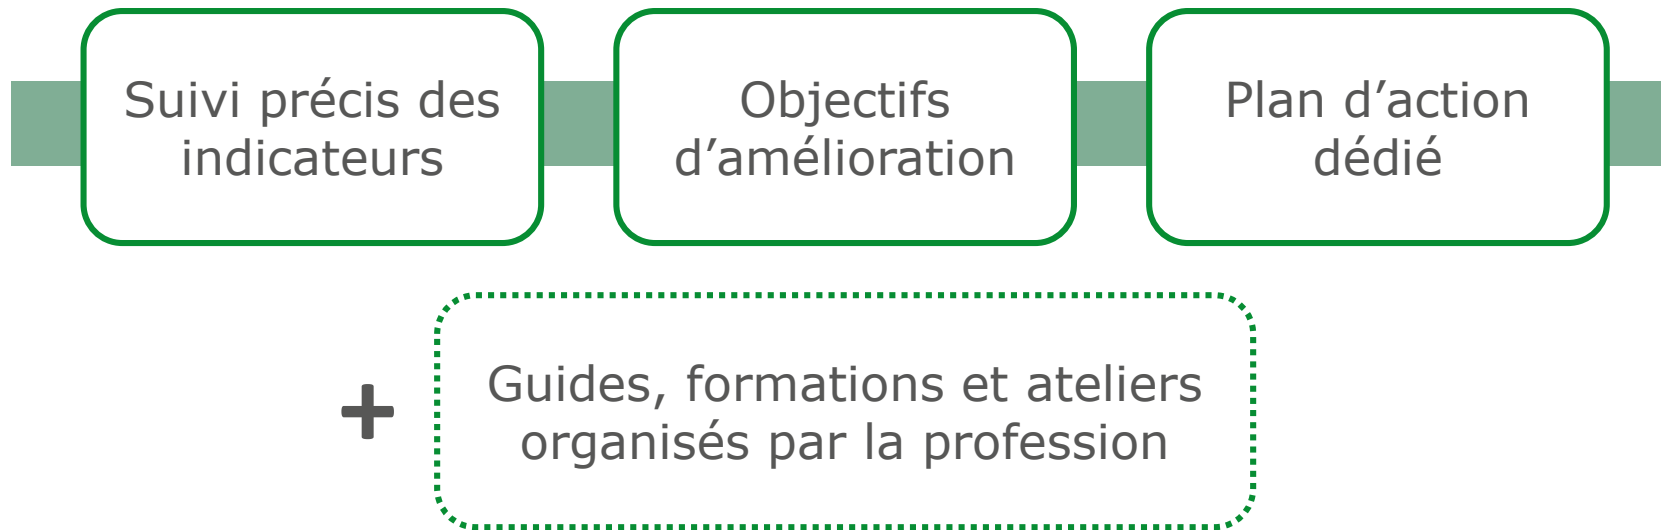 Suivi précis des
indicateurs
Objectifs
d’amélioration
Plan d’action
dédié
+
Guides, formations et ateliers
organisés par la profession